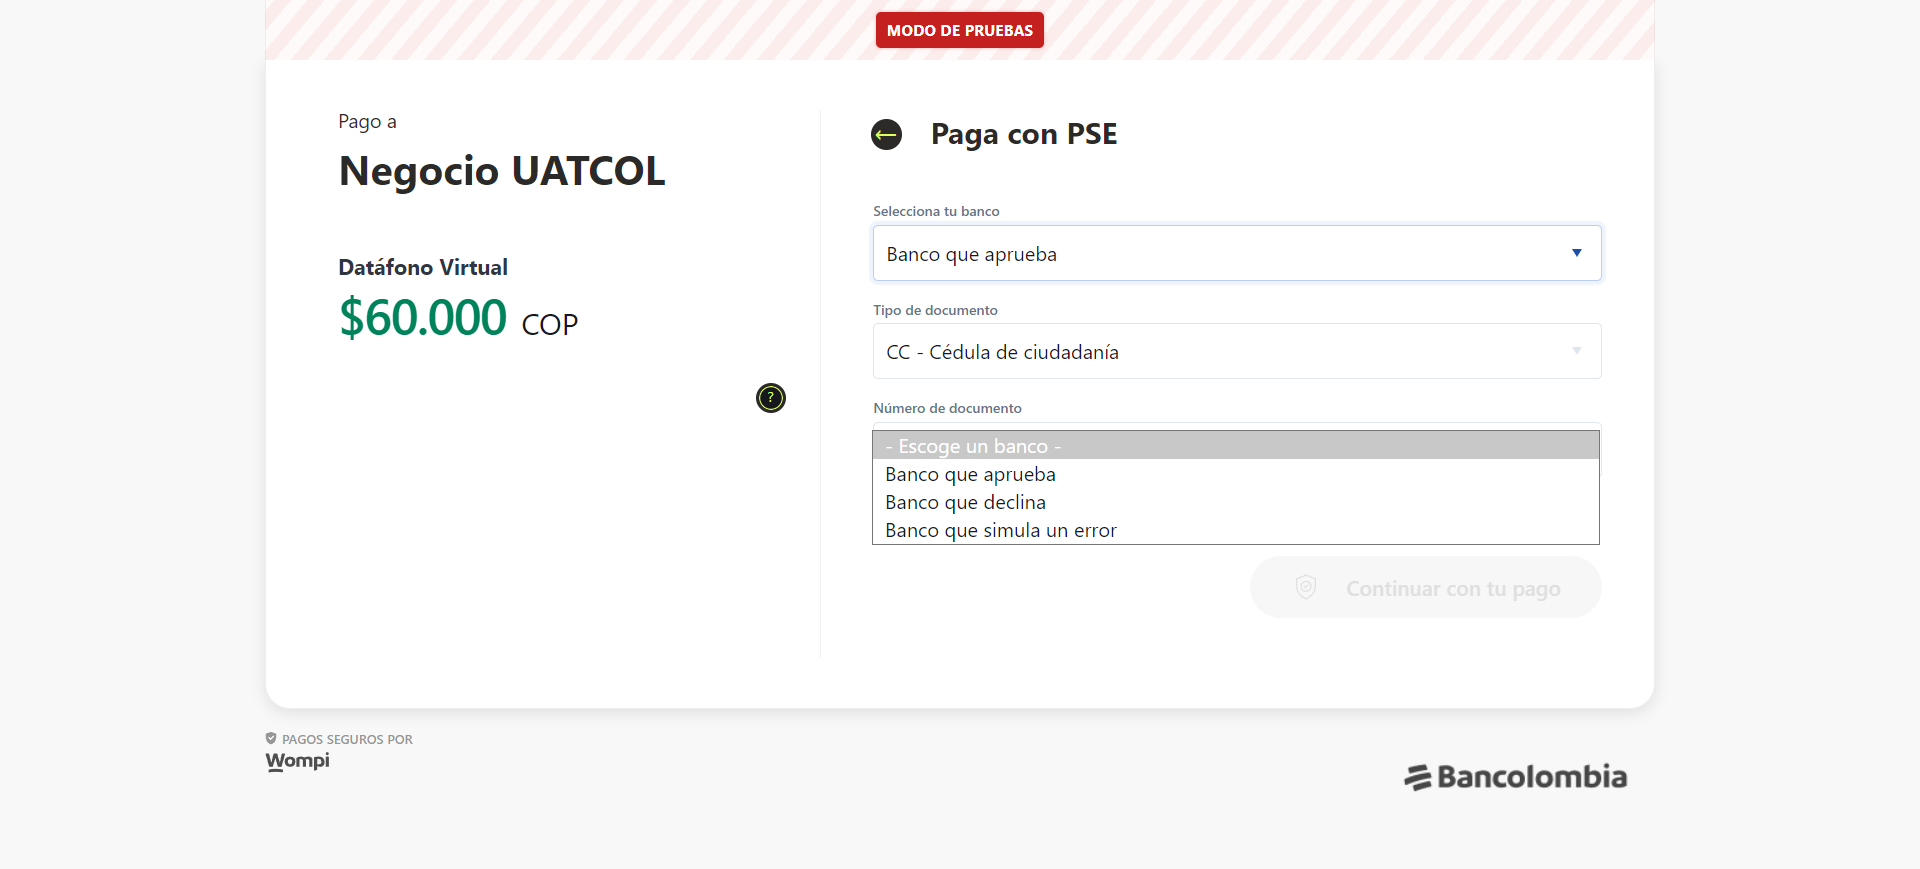 MODO DE PRUEBAS
Pago a
Negocio UATCOL
Datáfono Virtual
$60.000 COP
?
Paga con PSE
Selecciona tu banco
Banco que aprueba
Tipo de documento
CC - Cédula de ciudadanía
Número de documento
- Escoge un banco -
Banco que aprueba
Banco que declina
Banco que simula un error
Continuar con tu pago
PAGOS SEGUROS POR
Wompi
Bancolombia